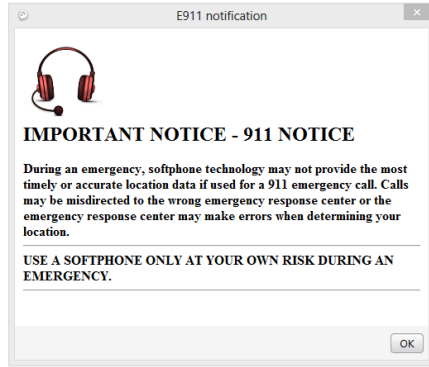 E911 notification
IMPORTANT NOTICE - 911 NOTICE
During an emergency, softphone technology may not provide the most
timely or accurate location data if used for a 911 emergency call. Calls
may be misdirected to the wrong emergency response center or the
emergency response center may make errors when determining your
location.
USE A SOFTPHONE ONLY AT YOUR OWN RISK DURING AN
EMERGENCY.
OK